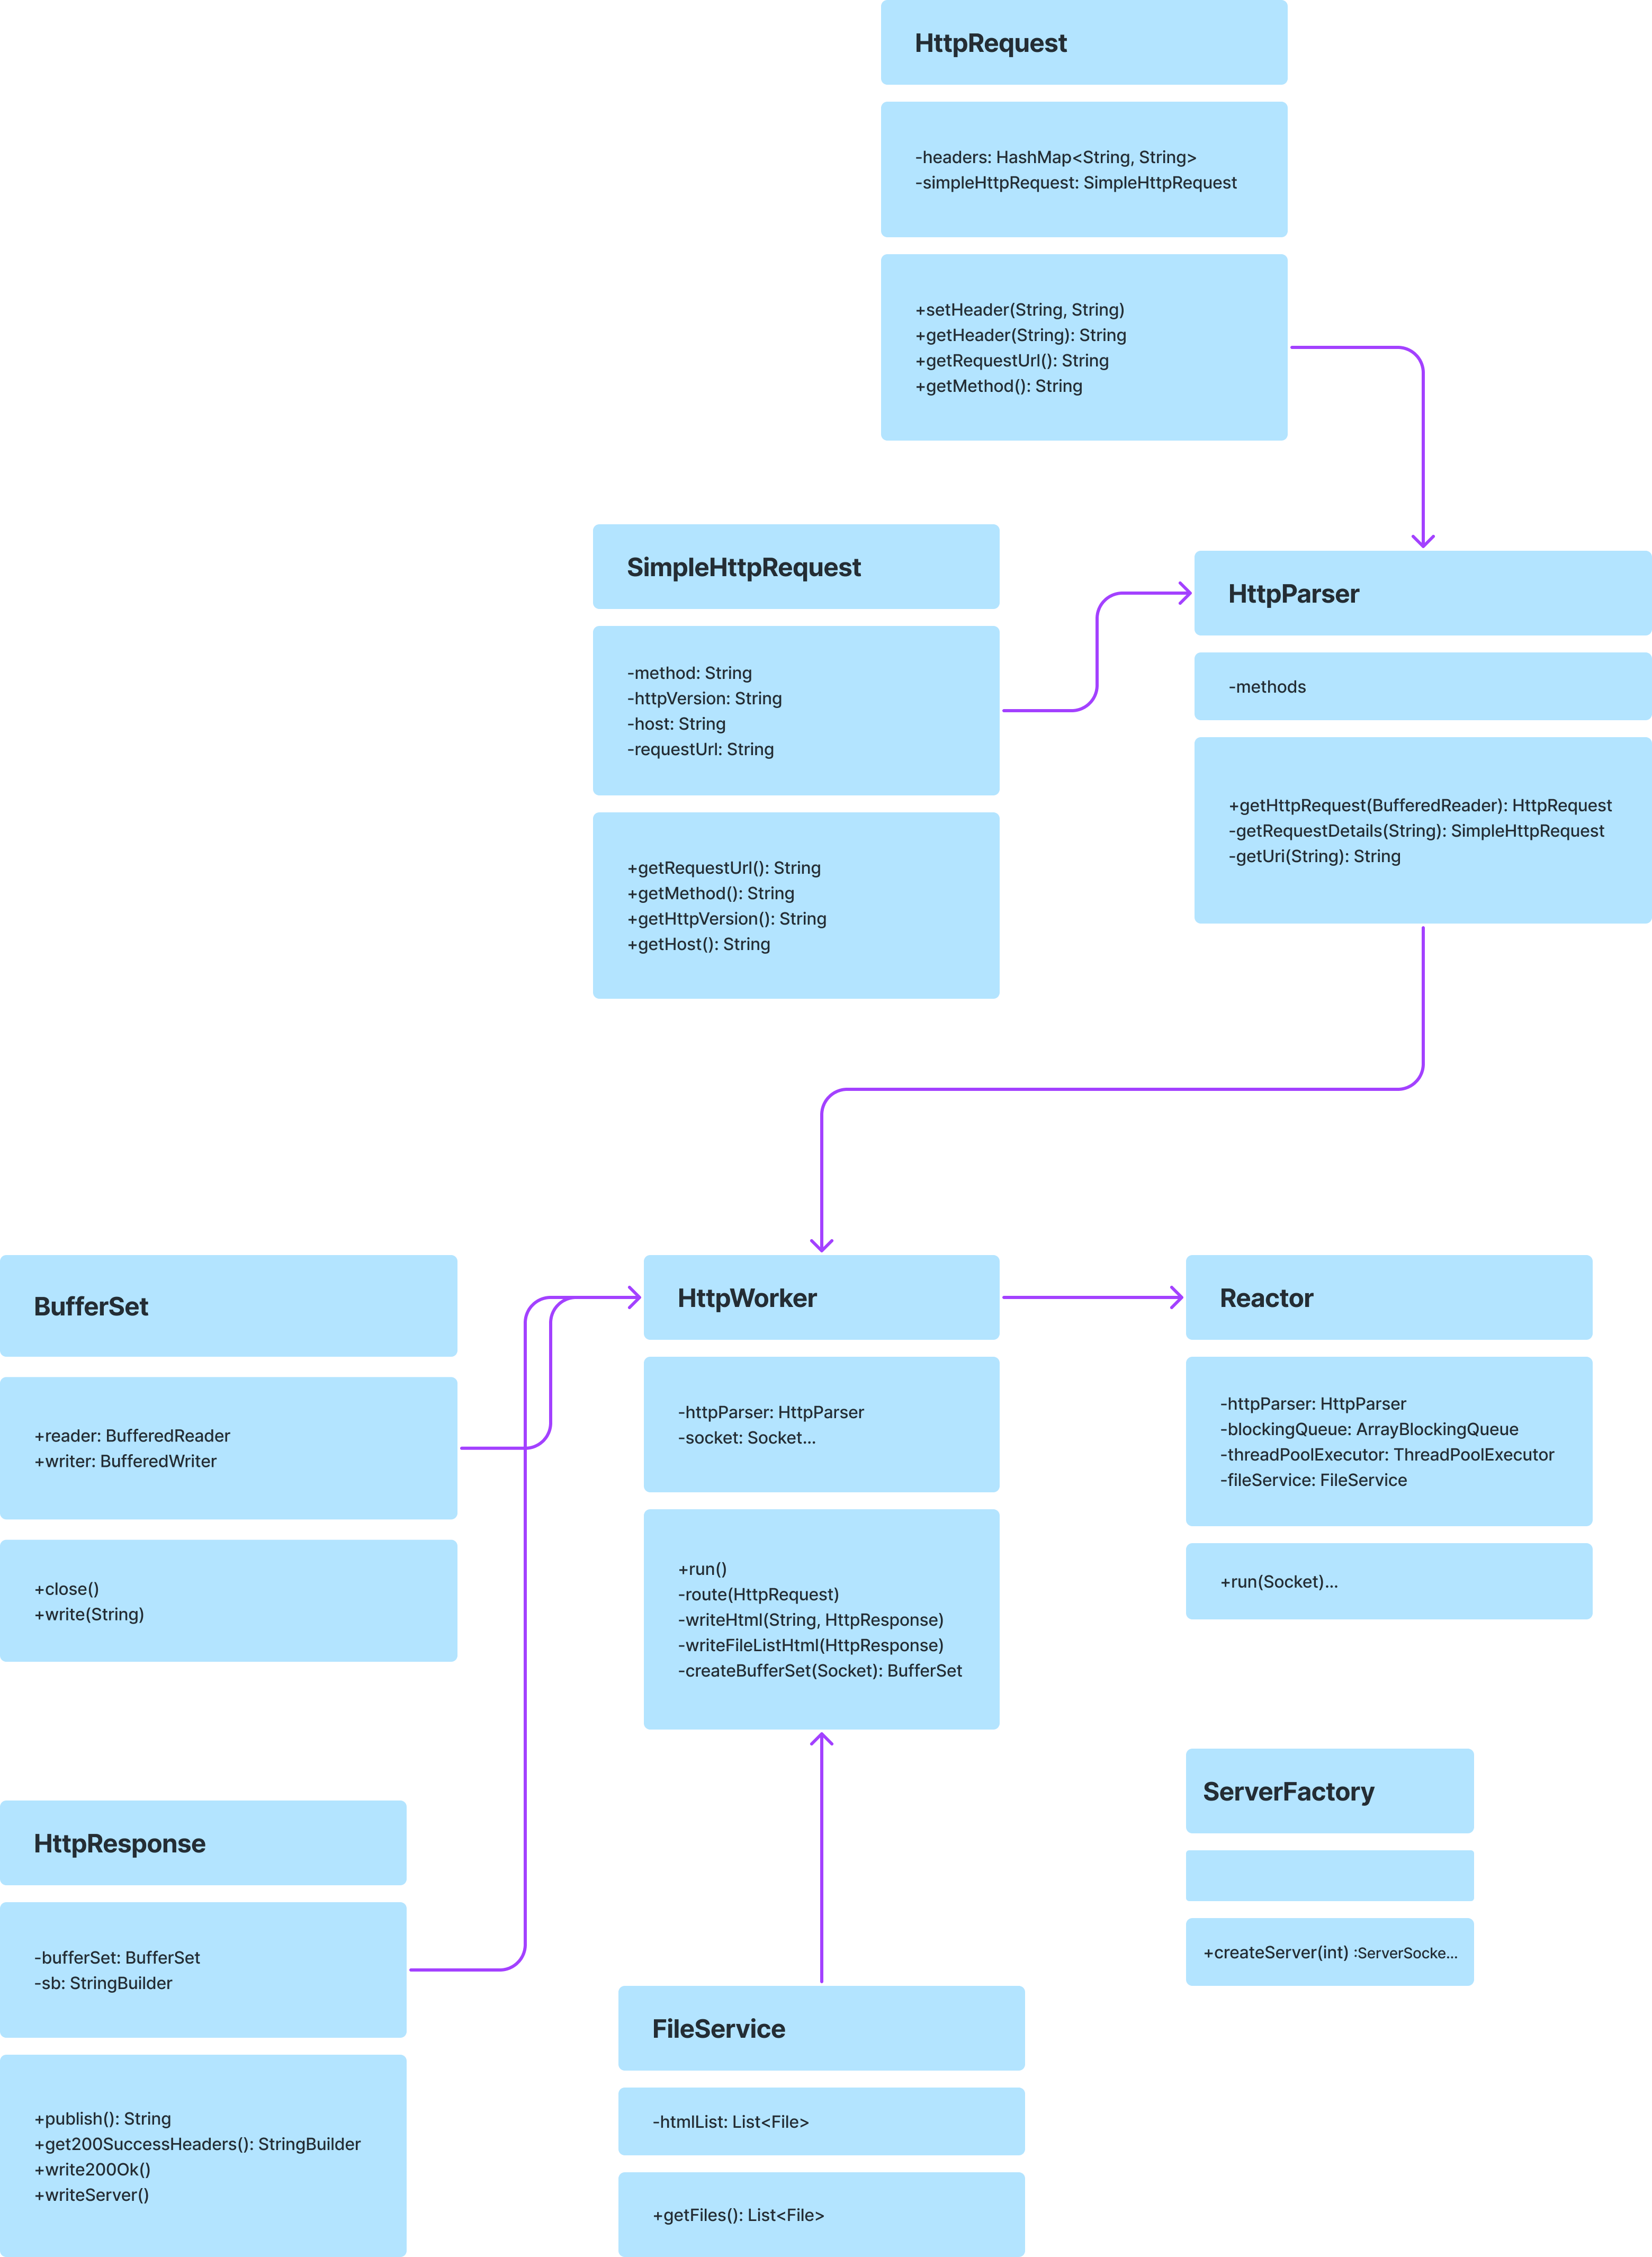 HttpRequest
-headers: HashMap<String, String>
-simpleHttpRequest: SimpleHttpRequest
+setHeader(String, String)
+getHeader(String): String
+getRequestUrl(): String
+getMethod(): String
SimpleHttpRequest
-method: String
-httpVersion: String
-host: String
-requestUrl: String
+getRequestUrl(): String
+getMethod(): String
+getHttpVersion(): String
+getHost(): String
HttpParser
-methods
+getHttpRequest(BufferedReader): HttpRequest
-getRequestDetails(String): SimpleHttpRequest
-getUri(String): String
BufferSet
+reader: BufferedReader
+writer: BufferedWriter
+close()
+write(String)
HttpWorker
-httpParser: HttpParser
-socket: Socket...
+run()
-route(HttpRequest)
-writeHtml(String, HttpResponse)
-writeFileListHtml(HttpResponse)
-createBufferSet(Socket): BufferSet
Reactor
-httpParser: HttpParser
-blockingQueue: ArrayBlockingQueue
-threadPoolExecutor: ThreadPoolExecutor
-fileService: FileService
+run(Socket)...
ServerFactory
+createServer(int) :ServerSocke...
HttpResponse
-bufferSet: BufferSet
-sb: StringBuilder
+publish(): String
+get200SuccessHeaders(): StringBuilder
+write200Ok()
+writeServer()
FileService
-htmlList: List<File>
+getFiles(): List<File>